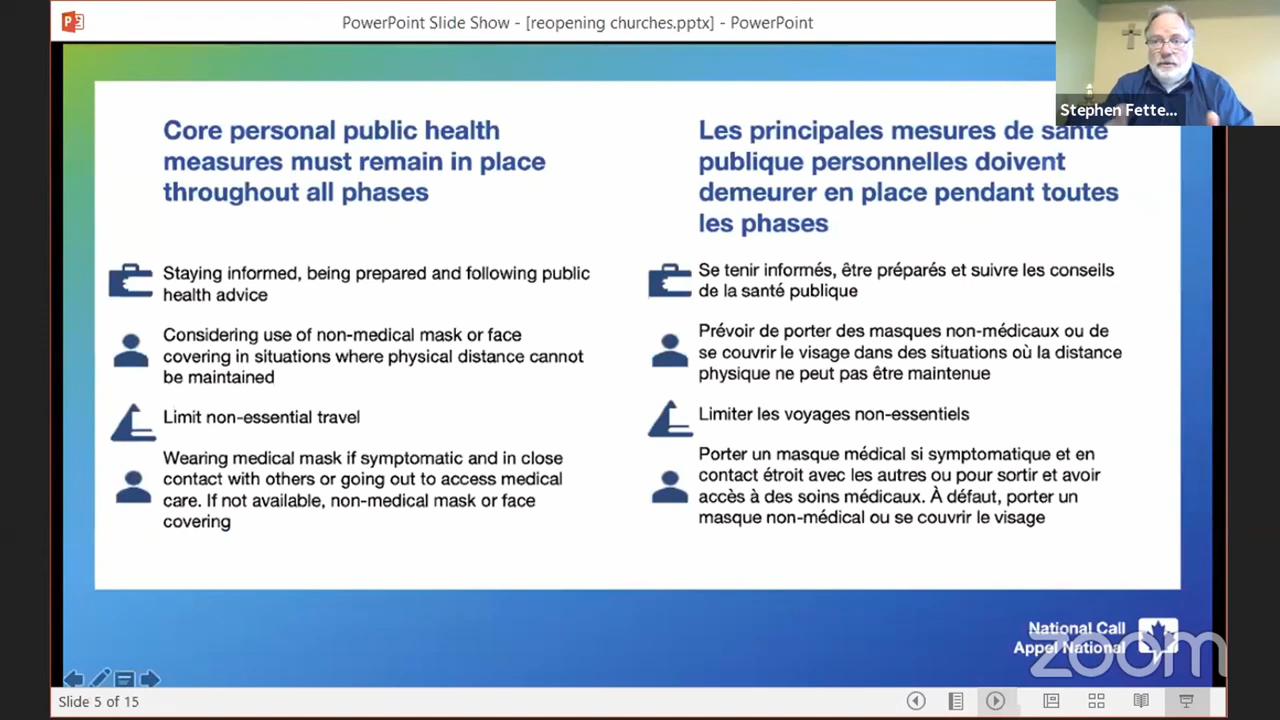 PowerPoint Slide Show - [reopening churches.pptx] - PowerPoint
Stephen Fette...
Core personal public health
measures must remain in place
throughout all phases
Staying informed, being prepared and following public
health advice
Considering use of non-medical mask or face
covering in situations where physical distance cannot
be maintained
Limit non-essential travel
Wearing medical mask if symptomatic and in close
contact with others or going out to access medical
care. If not available, non-medical mask or face
covering
Les principales mesures de santé
publique personnelles doivent
demeurer en place pendant toutes
les phases
Se tenir informés, être préparés et suivre les conseils
de la santé publique
Prévoir de porter des masques non-médicaux ou de
se couvrir le visage dans des situations où la distance
physique ne peut pas être maintenue
Limiter les voyages non-essentiels
Porter un masque médical si symptomatique et en
contact étroit avec les autres ou pour sortir et avoir
accès à des soins médicaux. À défaut, porter un
masque non-médical ou se couvrir le visage
National Call
Appel National
zoom
Slide 5 of 15